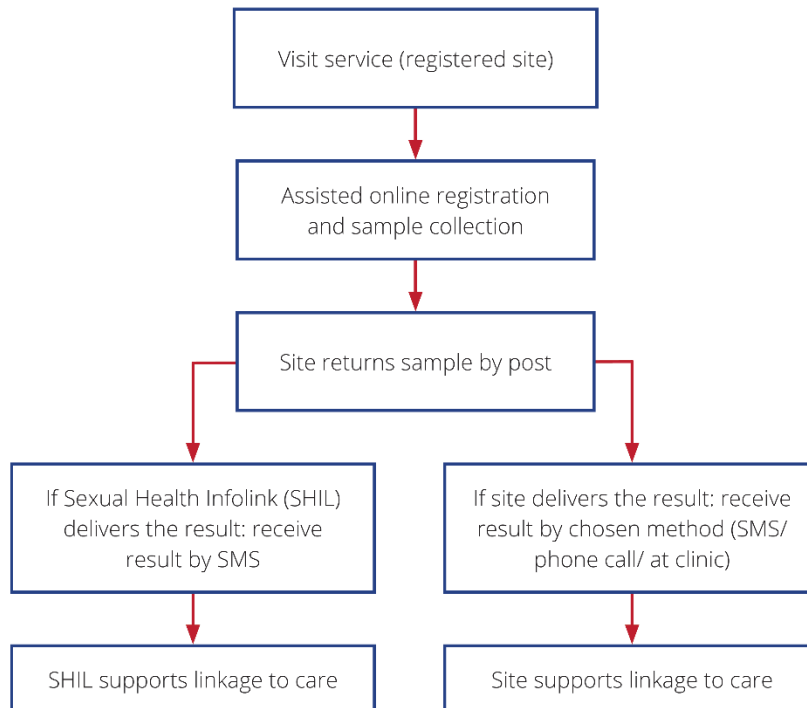 Visit service (registered site)
Assisted online registration
and sample collection
Site returns sample by post
If Sexual Health Infolink (SHIL)
delivers the result: receive
result by SMS
If site delivers the result: receive
result by chosen method (SMS/
phone call/ at clinic)
SHIL supports linkage to care
Site supports linkage to care